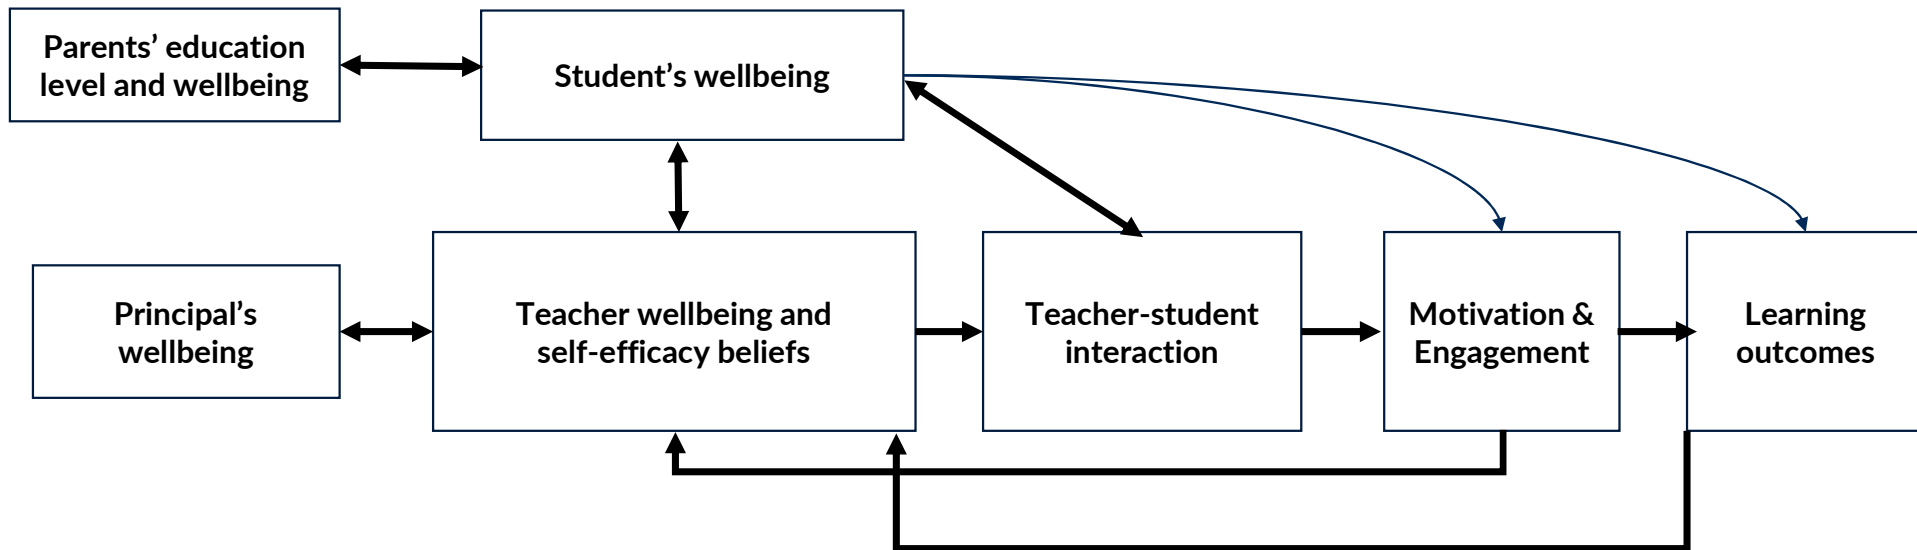 Parents’ education
level and wellbeing
Student’s wellbeing
Principal’s
wellbeing
Teacher wellbeing and
self-efficacy beliefs
Teacher-student
interaction
Motivation &
Engagement
Learning
outcomes